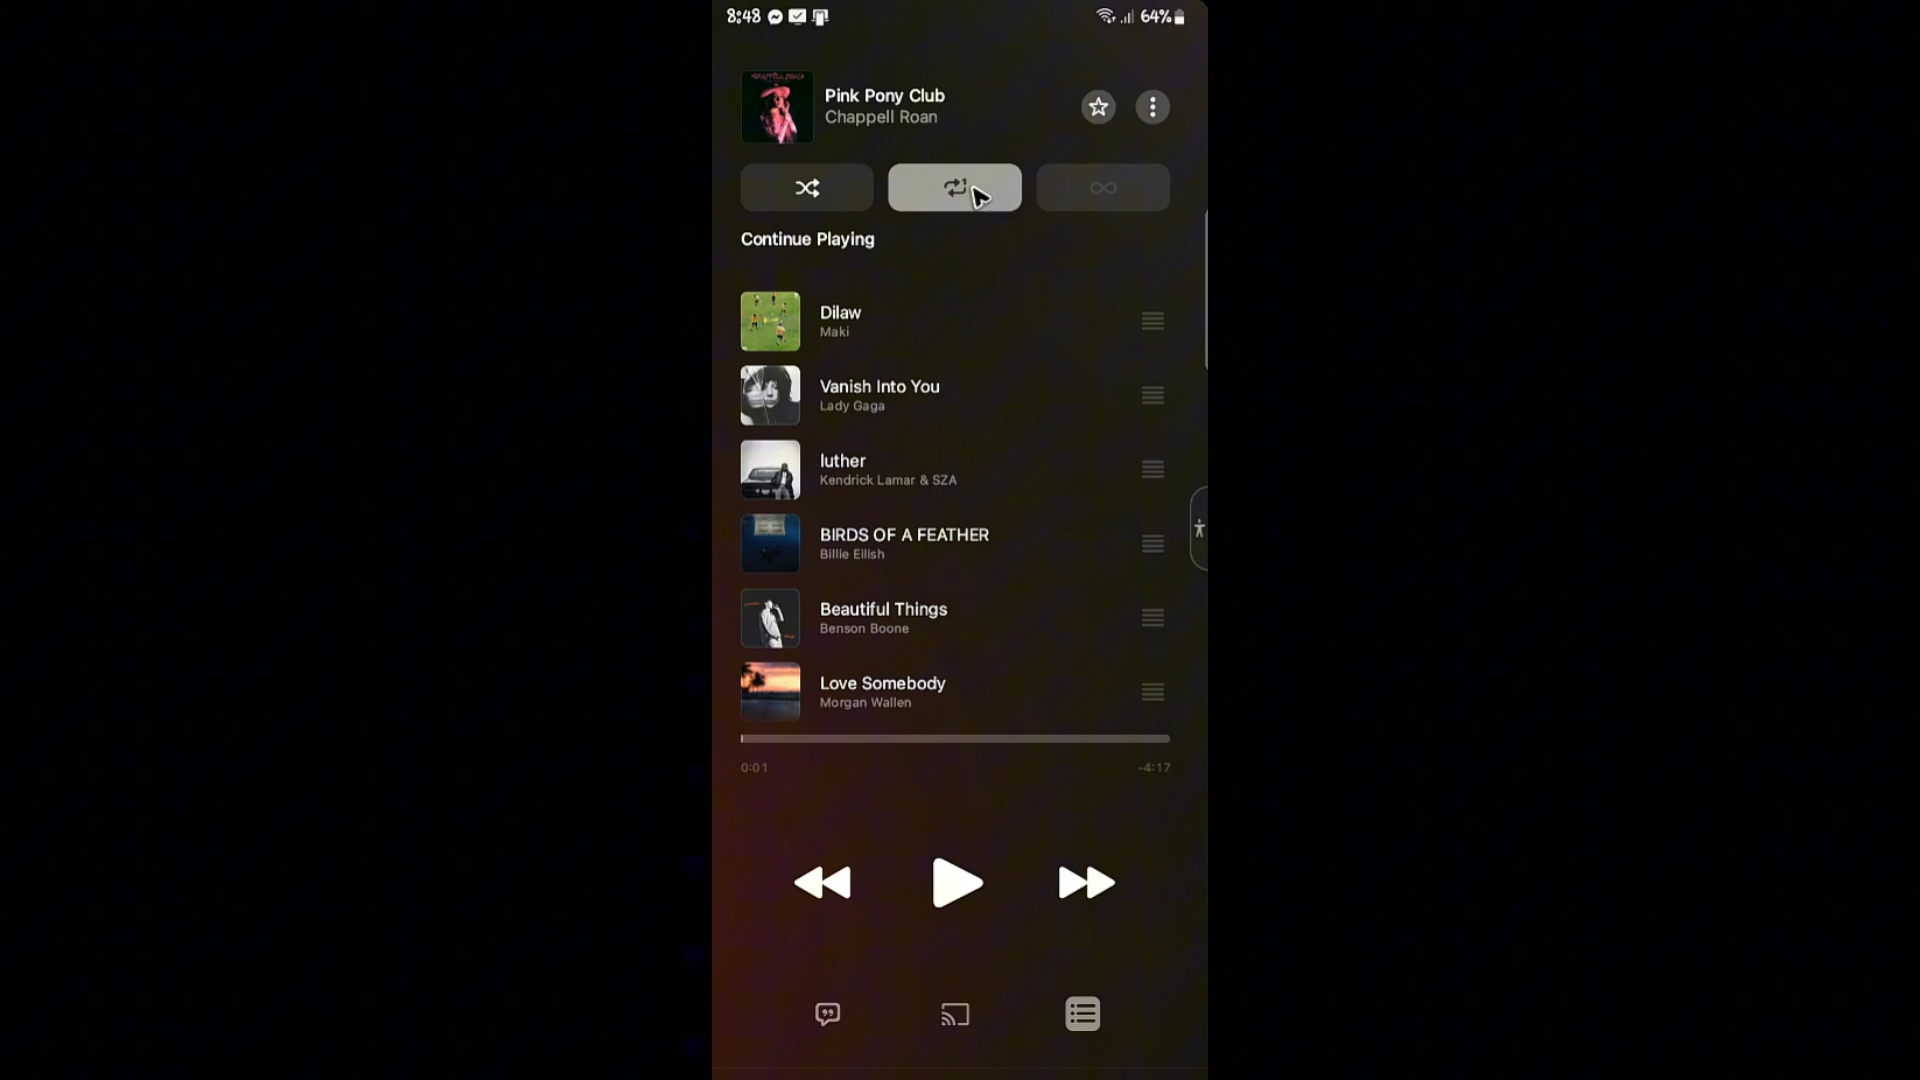 8:48
64%
Pink Pony Club
Chappell Roan
Continue Playing
Dilaw
Maki
Vanish Into You
Lady Gaga
luther
Kendrick Lamar & SZA
BIRDS OF A FEATHER
Billie Eilish
Beautiful Things
Benson Boone
Love Somebody
Morgan Wallen
0:01
-4:17